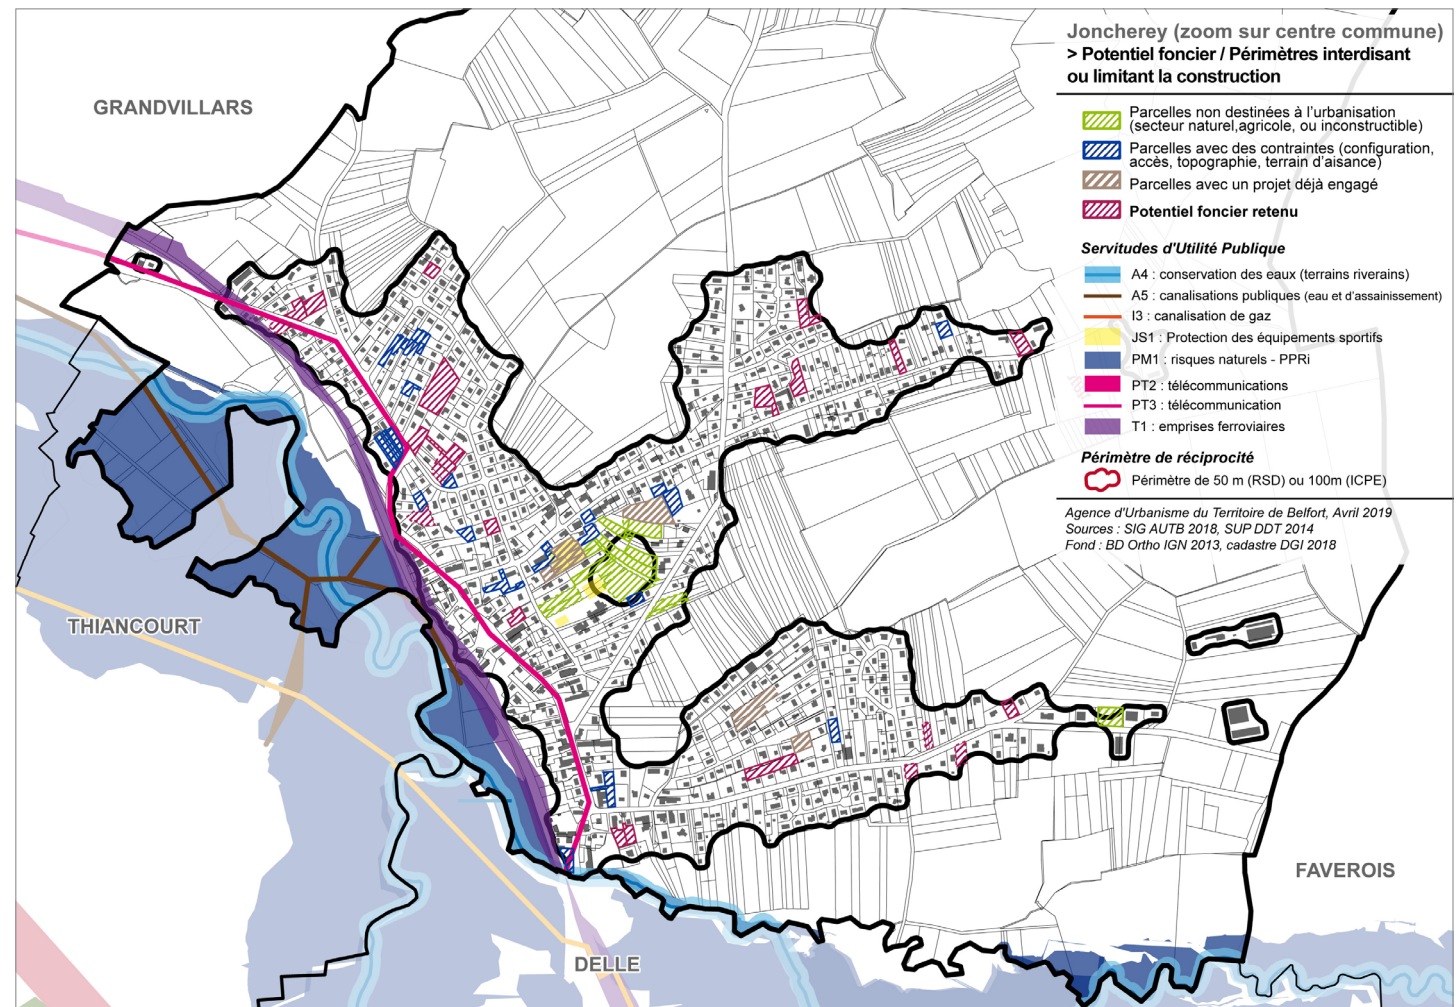 Joncherey (zoom sur centre commune)
> Potentiel foncier / Périmètres interdisant
ou limitant la construction
Parcelles non destinées à l'urbanisation
(secteur naturel,agricole, ou inconstructible)
Parcelles avec des contraintes (configuration,
accès, topographie, terrain d'aisance)
Parcelles avec un projet déjà engagé
Potentiel foncier retenu
Servitudes d'Utilité Publique
A4 : conservation des eaux (terrains riverains)
A5 : canalisations publiques (eau et d'assainissement)
I3 : canalisation de gaz
JS1 : Protection des équipements sportifs
PM1 : risques naturels - PPRi
PT2 : télécommunications
PT3 : télécommunication
T1 : emprises ferroviaires
Périmètre de réciprocité
Périmètre de 50 m (RSD) ou 100m (ICPE)
Agence d'Urbanisme du Territoire de Belfort, Avril 2019
Sources : SIG AUTB 2018, SUP DDT 2014
Fond : BD Ortho IGN 2013, cadastre DGI 2018
GRANDVILLARS
THIANCOURT
FAVEROIS
DELLE